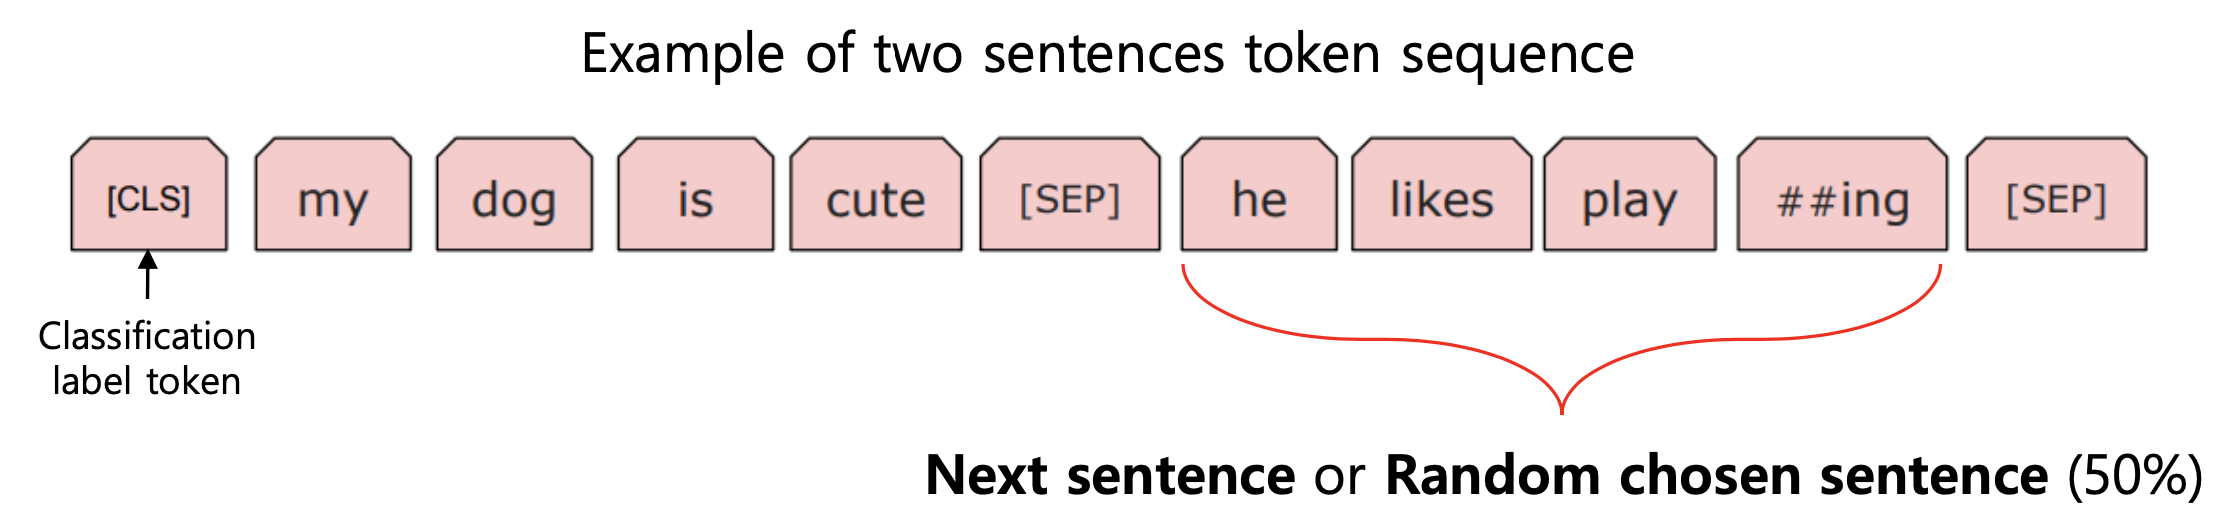 Example of two sentences token sequence
[CLS] my dog is cute [SEP] he likes play ##ing [SEP]
Classification
label token
Next sentence or Random chosen sentence (50%)